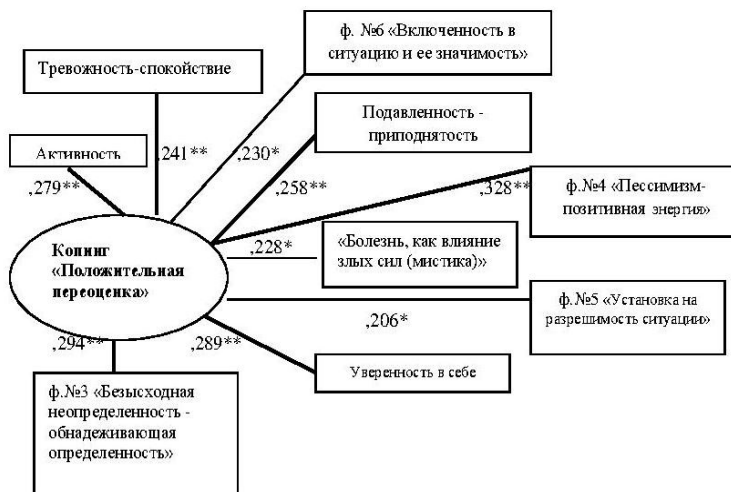 ф. №6 «Включенность в
ситуацию и ее значимость»
Тревожность-спокойствие
Подавленность -
приподнятость
Активность
,241**
,230*
,279**
,258**
,328**
ф.№4 «Пессимизм-
позитивная энергия»
Копинг
«Положительная
переоценка»
,228*
«Болезнь, как влияние
злых сил (мистика)»
ф.№5 «Установка на
разрешимость ситуации»
,206*
,294**
,289**
Уверенность в себе
ф.№3 «Безысходная
неопределенность -
обнадеживающая
определенность»